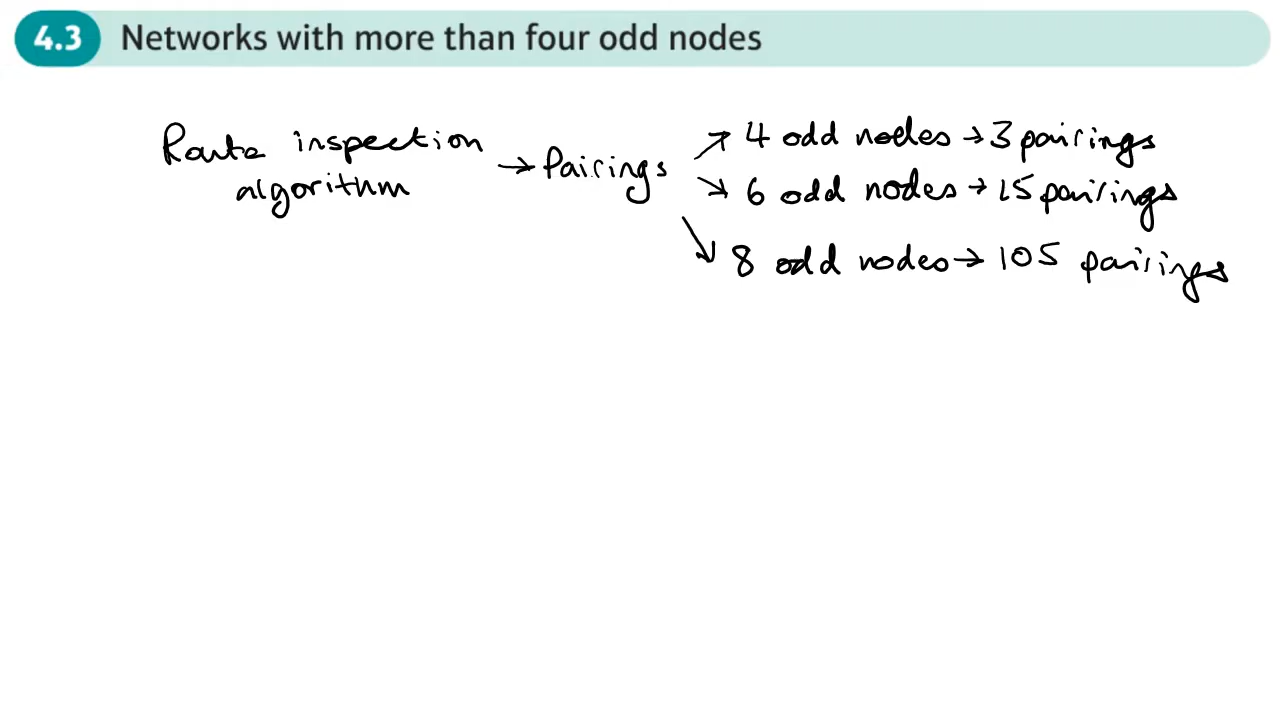 4.3 Networks with more than four odd nodes
Route inspection
algorithm
→ Pairings
↗ 4 odd nodes → 3 pairings
↘ 6 odd nodes → 15 pairings
↘ 8 odd nodes → 105 pairings